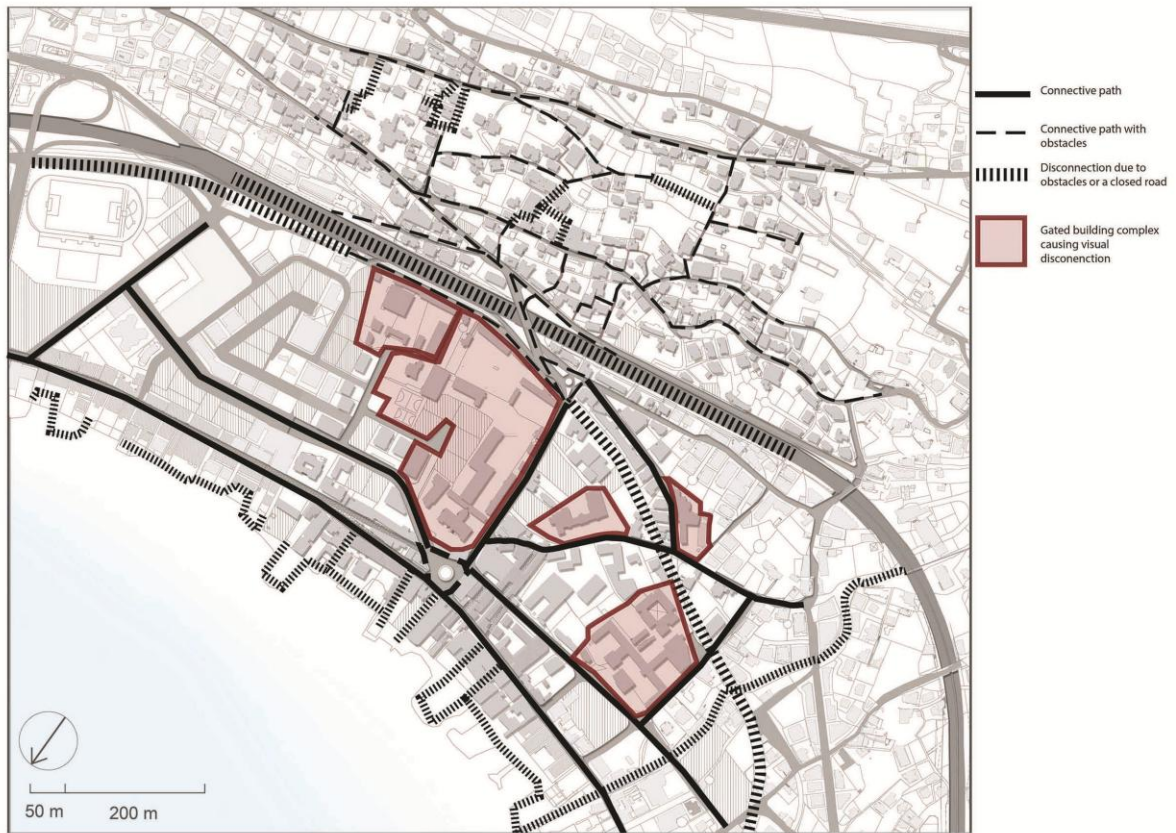 Connective path
Connective path with
obstacles
Disconnection due to
obstacles or a closed road
Gated building complex
causing visual
disconenction
50 m
200 m